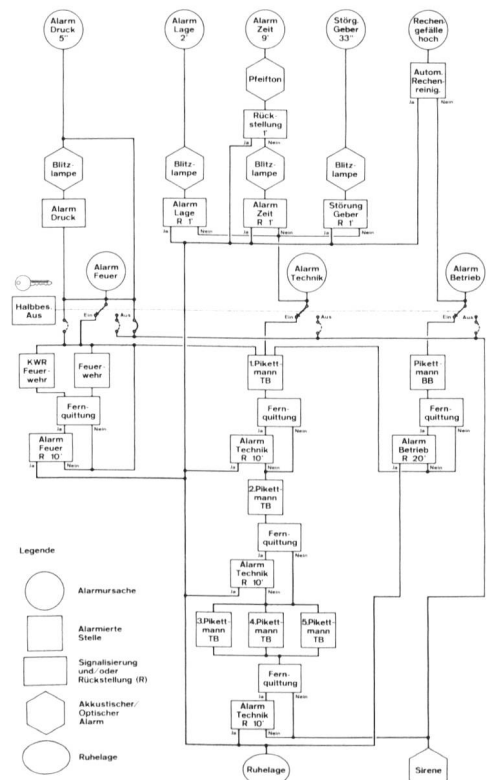 Alarm
Druck
5"
Alarm
Lage
2'
Alarm
Zeit
9'
Störg.
Geber
33"
Rechen-
gefälle
hoch
Pfeifton
Autom.
Rechen-
reinig.
Ja
Nein
Rück-
stellung
1'
Ja
Nein
Blitz-
lampe
Blitz-
lampe
Blitz-
lampe
Blitz-
lampe
Alarm
Druck
Alarm
Lage
R 1'
Ja
Nein
Alarm
Zeit
R 1'
Ja
Nein
Störung
Geber
R 1'
Ja
Nein
Alarm
Feuer
Alarm
Technik
Alarm
Betrieb
Halbbes.
Aus
Ein
Aus
Ein
Aus
Ein
Aus
KWR
Feuer-
wehr
Feuer-
wehr
1.Pikett-
mann
TB
Pikett-
mann
BB
Fern-
quittung
Ja
Nein
Fern-
quittung
Ja
Nein
Fern-
quittung
Ja
Nein
Alarm
Feuer
R 10'
Ja
Nein
Alarm
Technik
R 10'
Ja
Nein
Alarm
Betrieb
R 20'
Ja
Nein
2.Pikett-
mann
TB
Fern-
quittung
Ja
Nein
Alarm
Technik
R 10'
Ja
Nein
3.Pikett-
mann
TB
4.Pikett-
mann
TB
5.Pikett-
mann
TB
Fern-
quittung
Ja
Nein
Alarm
Technik
R 10'
Ja
Nein
Ruhelage
Sirene
Legende
Alarmursache
Alarmierte
Stelle
Signalisierung
und/oder
Rückstellung (R)
Akkustischer/
Optischer
Alarm
Ruhelage